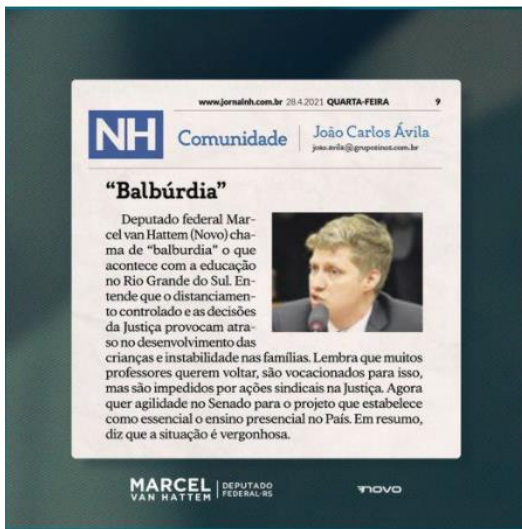 www.jornalnh.com.br 28.4.2021 QUARTA-FEIRA 9
NH
Comunidade
João Carlos Ávila
joao.avila@gruposinos.com.br
“Balbúrdia”
Deputado federal Mar-
cel van Hattem (Novo) cha-
ma de “balburdia” o que
acontece com a educação
no Rio Grande do Sul. En-
tende que o distanciamen-
to controlado e as decisões
da Justiça provocam atra-
so no desenvolvimento das
crianças e instabilidade nas famílias. Lembra que muitos
professores querem voltar, são vocacionados para isso,
mas são impedidos por ações sindicais na Justiça. Agora
quer agilidade no Senado para o projeto que estabelece
como essencial o ensino presencial no País. Em resumo,
diz que a situação é vergonhosa.
MARCEL
VAN HATTEM
DEPUTADO
FEDERAL-RS
NOVO